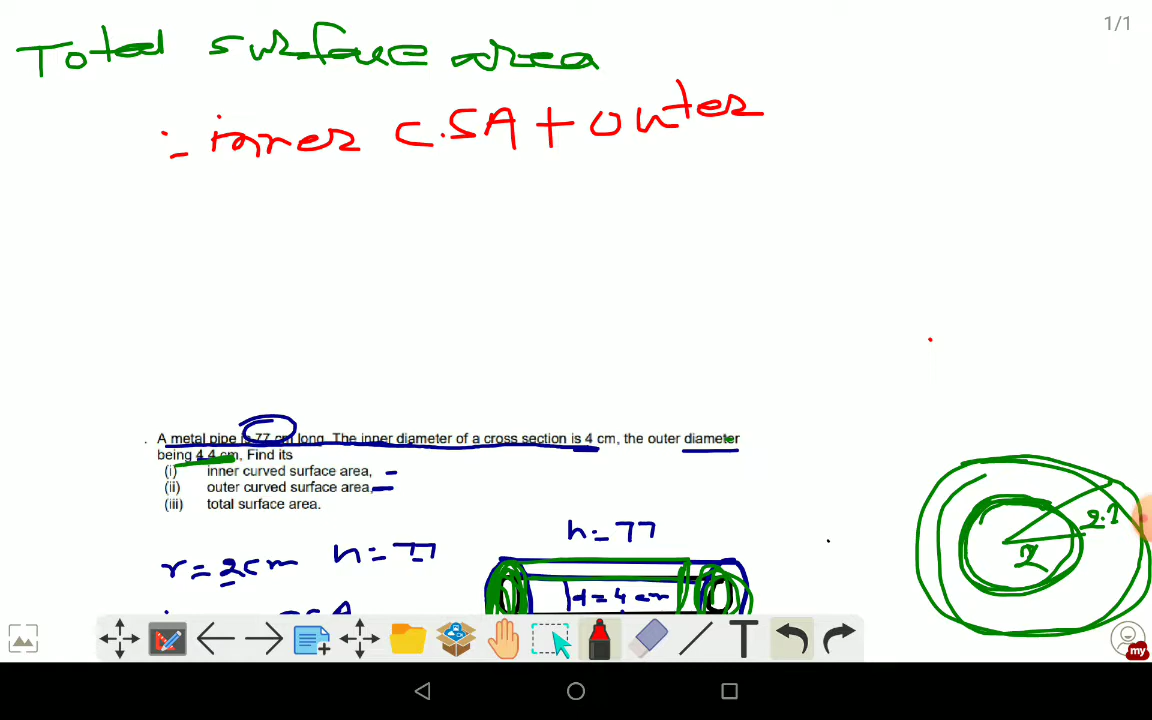 1/1
Total surface area
= inner C.SA + Outer
. A metal pipe is 77 cm long. The inner diameter of a cross section is 4 cm, the outer diameter
being 4.4 cm, Find its
(i) inner curved surface area,
(ii) outer curved surface area,
(iii) total surface area.
r = 2cm h = 77
h = 77
d = 4 cm
2
2.2
my